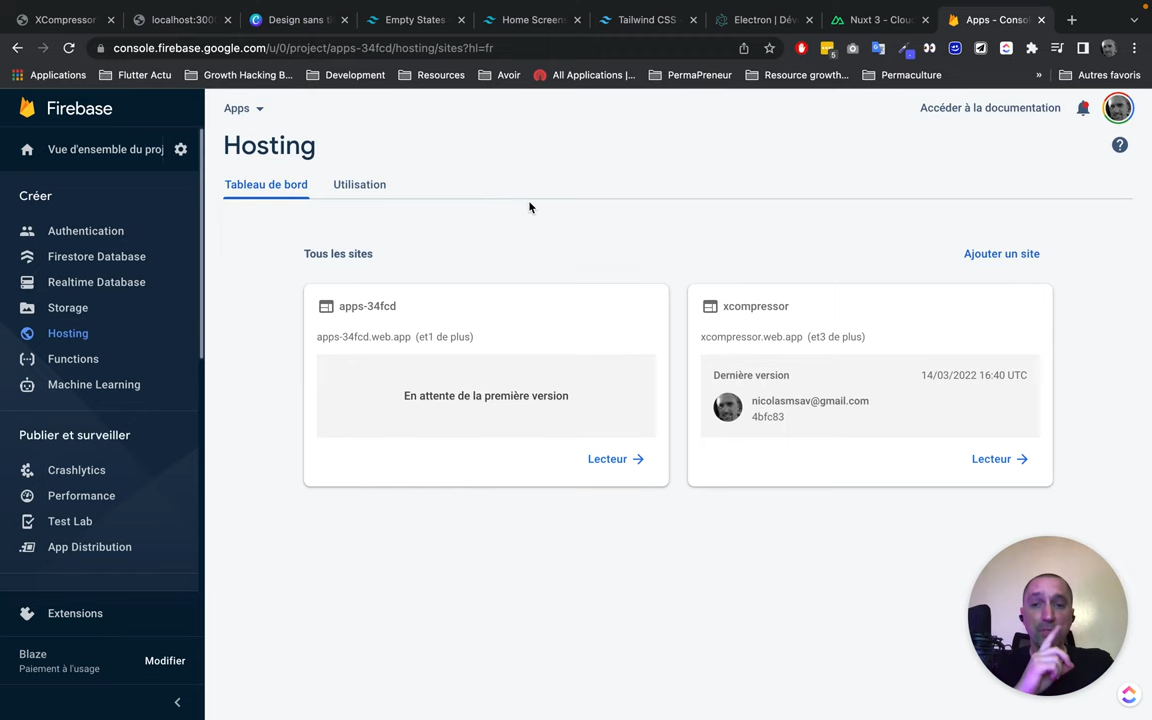 XCompressor
localhost:300
Design sans ti
Empty States
Home Screen
Tailwind CSS -
Electron | Dév
Nuxt 3 - Clou
Apps – Conso
console.firebase.google.com/u/0/project/apps-34fcd/hosting/sites?hl=fr
5
Applications
Flutter Actu
Growth Hacking B...
Development
Resources
Avoir
All Applications |...
PermaPreneur
Resource growth...
Permaculture
»
Autres favoris
Firebase
Apps
Accéder à la documentation
Vue d'ensemble du proj
Hosting
?
Tableau de bord
Utilisation
Créer
Authentication
Firestore Database
Realtime Database
Storage
Hosting
Functions
Machine Learning
Publier et surveiller
Crashlytics
Performance
Test Lab
App Distribution
Extensions
Blaze
Paiement à l'usage
Modifier
Tous les sites
Ajouter un site
apps-34fcd
apps-34fcd.web.app (et1 de plus)
En attente de la première version
Lecteur
xcompressor
xcompressor.web.app (et3 de plus)
Dernière version
14/03/2022 16:40 UTC
nicolasmsav@gmail.com
4bfc83
Lecteur